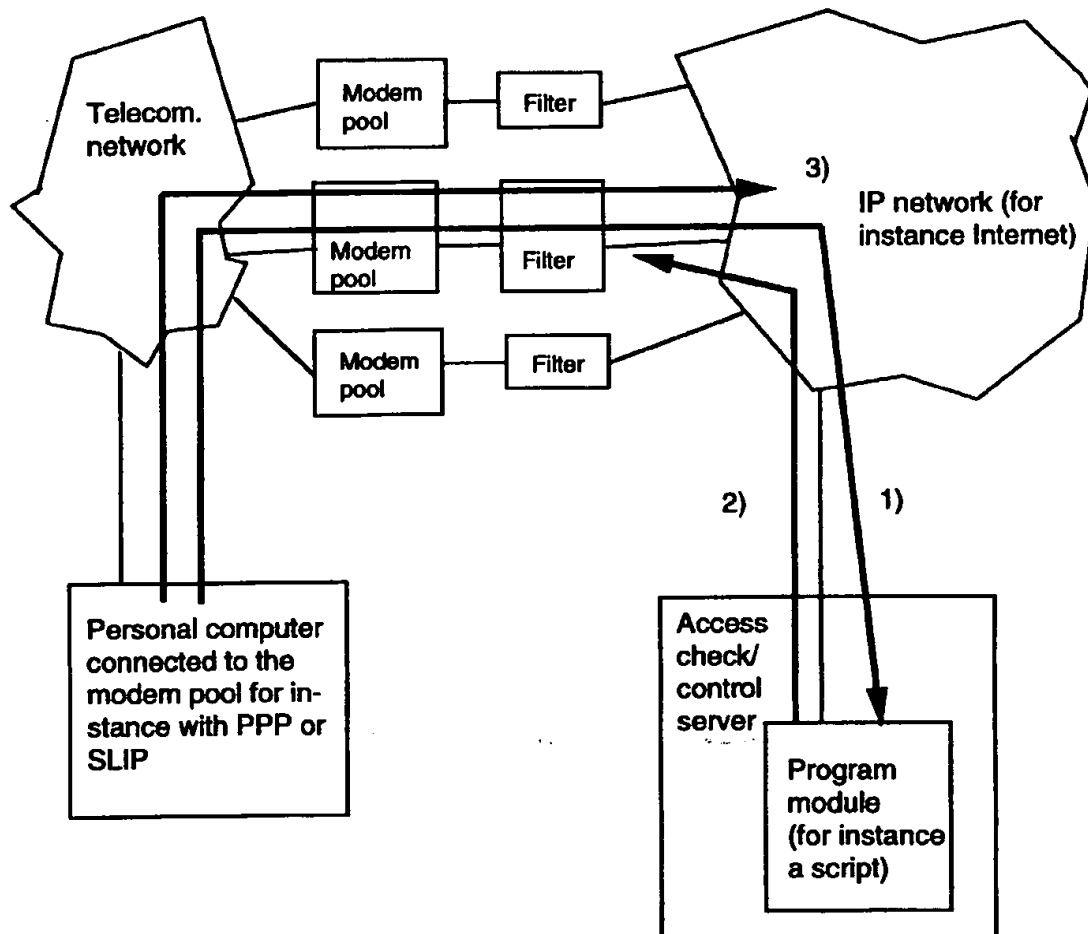 Telecom.
network
Modem
pool
Filter
Modem
pool
Filter
Modem
pool
Filter
3)
IP network (for
instance Internet)
2)
1)
Personal computer
connected to the
modem pool for in-
stance with PPP or
SLIP
Access
check/
control
server
Program
module
(for instance
a script)